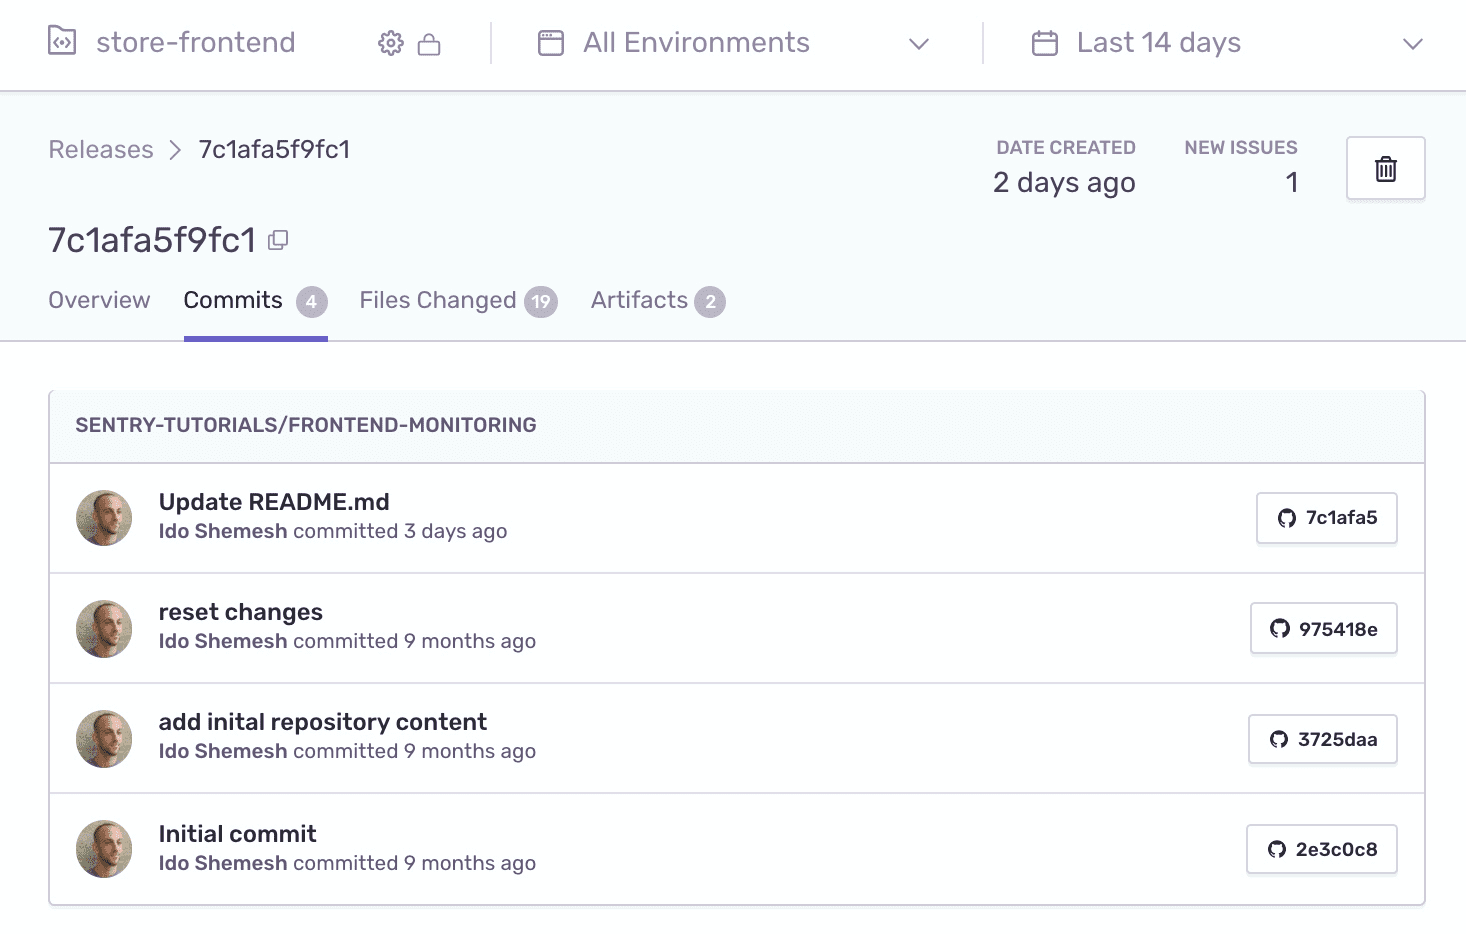 store-frontend
All Environments
Last 14 days
Releases > 7c1afa5f9fc1
DATE CREATED
2 days ago
NEW ISSUES
1
7c1afa5f9fc1
Overview
Commits 4
Files Changed 19
Artifacts 2
SENTRY-TUTORIALS/FRONTEND-MONITORING
Update README.md
Ido Shemesh committed 3 days ago
7c1afa5
reset changes
Ido Shemesh committed 9 months ago
975418e
add inital repository content
Ido Shemesh committed 9 months ago
3725daa
Initial commit
Ido Shemesh committed 9 months ago
2e3c0c8